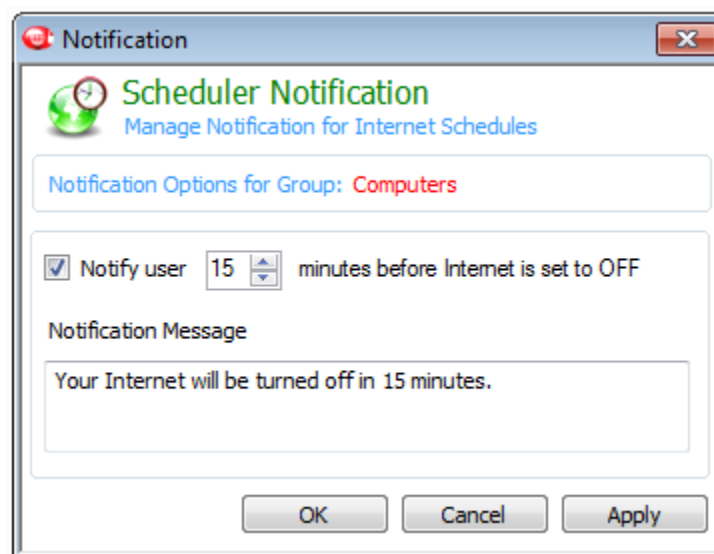 Notification
Scheduler Notification
Manage Notification for Internet Schedules
Notification Options for Group: Computers
Notify user 15 minutes before Internet is set to OFF
Notification Message
Your Internet will be turned off in 15 minutes.
OK Cancel Apply